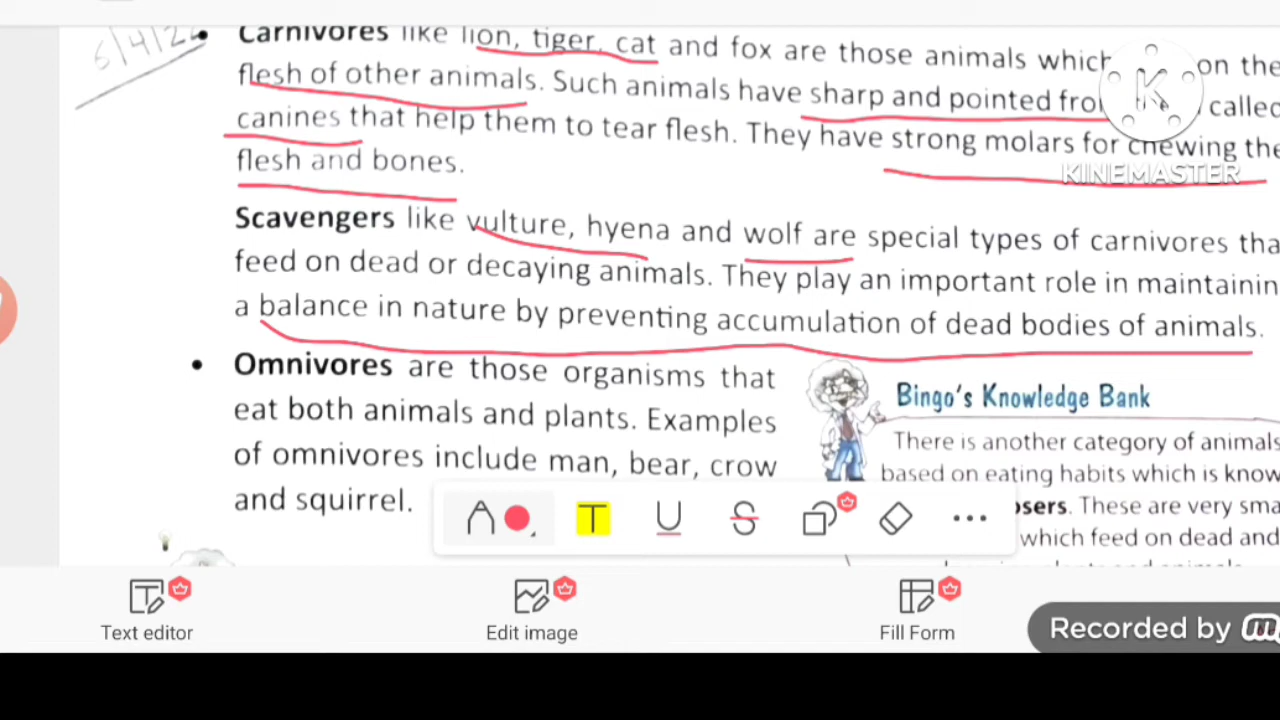 6/4/22
Carnivores like lion, tiger, cat and fox are those animals which on the
flesh of other animals. Such animals have sharp and pointed fro called
canines that help them to tear flesh. They have strong molars for chewing the
flesh and bones.
KINEMASTER
Scavengers like vulture, hyena and wolf are special types of carnivores tha
feed on dead or decaying animals. They play an important role in maintainin
a balance in nature by preventing accumulation of dead bodies of animals.
• Omnivores are those organisms that
eat both animals and plants. Examples
of omnivores include man, bear, crow
and squirrel.
Bingo's Knowledge Bank
There is another category of animals
based on eating habits which is know
osers. These are very sma
which feed on dead and
Text editor
Edit image
Fill Form
Recorded by